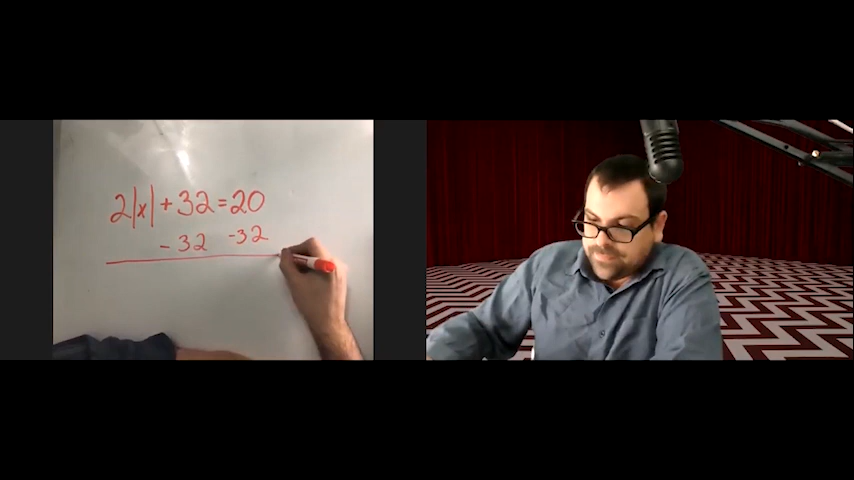 2|x| + 32 = 20
- 32 -32